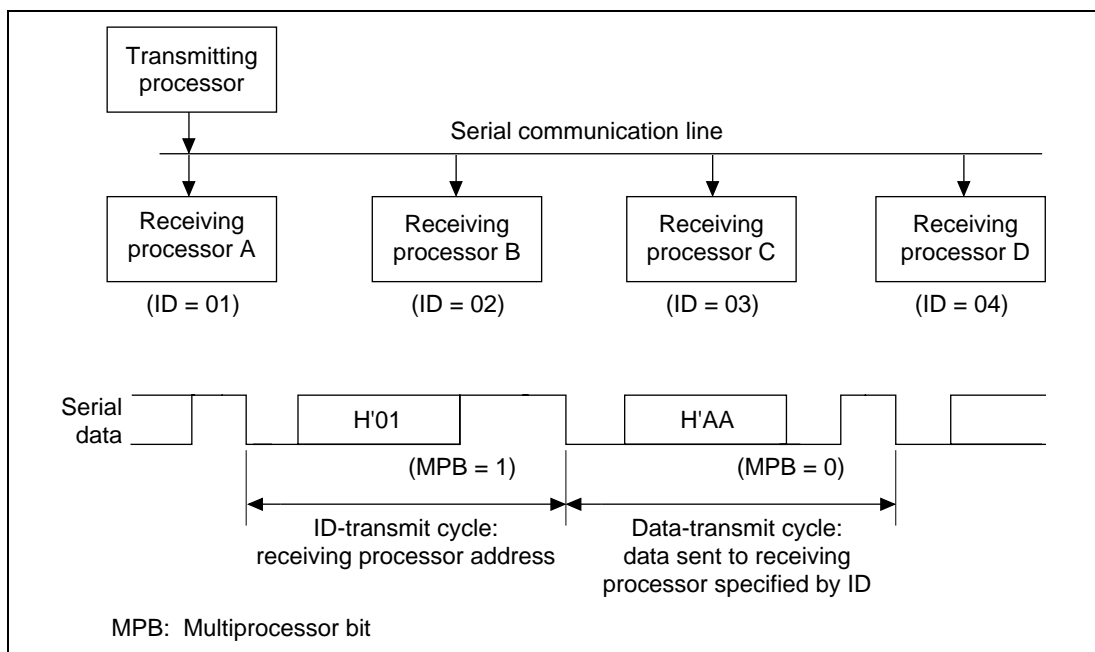 Transmitting
processor
Serial communication line
Receiving
processor A
Receiving
processor B
Receiving
processor C
Receiving
processor D
(ID = 01)
(ID = 02)
(ID = 03)
(ID = 04)
Serial
data
H'01
H'AA
(MPB = 1)
(MPB = 0)
ID-transmit cycle:
receiving processor address
Data-transmit cycle:
data sent to receiving
processor specified by ID
MPB: Multiprocessor bit